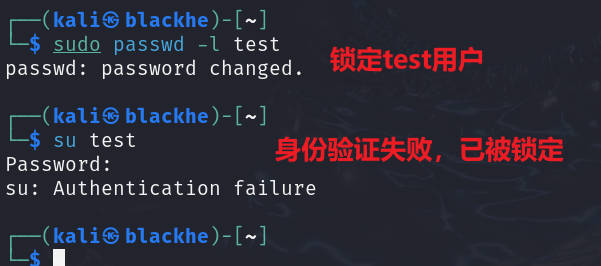 ┌──(kali㉿blackhe)-[~]
└─$ sudo passwd -l test
passwd: password changed.
锁定test用户
┌──(kali㉿blackhe)-[~]
└─$ su test
Password:
身份验证失败，已被锁定
su: Authentication failure
┌──(kali㉿blackhe)-[~]
└─$